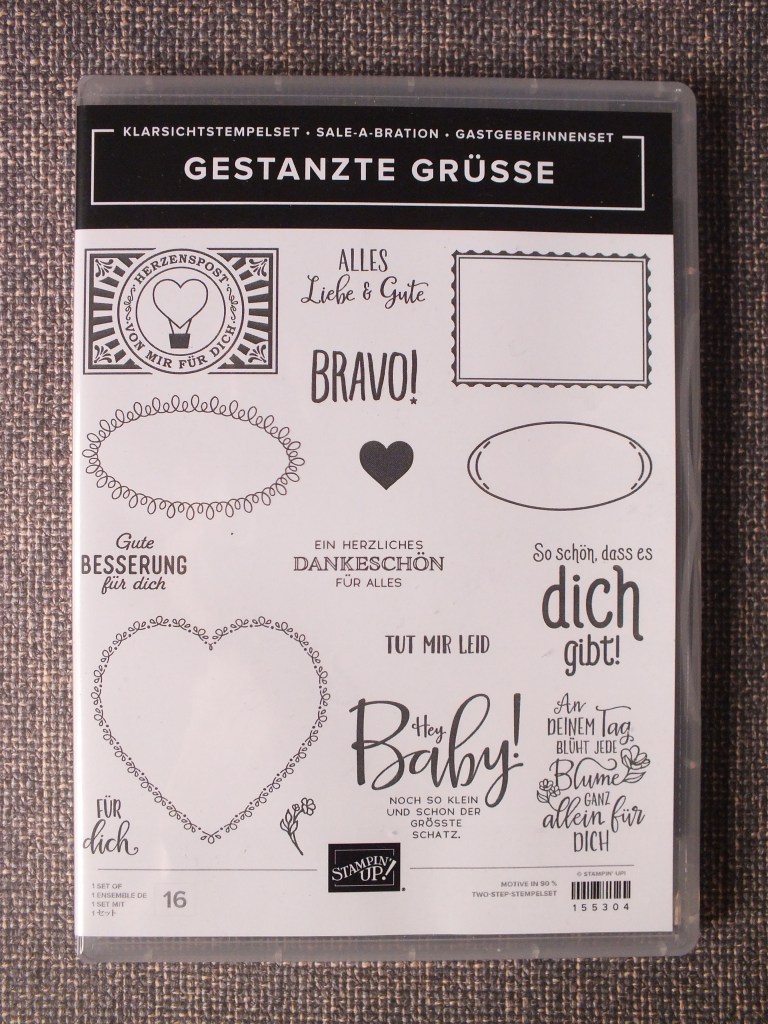 KLARSICHTSTEMPELSET • SALE-A-BRATION • GASTGEBERINNENSET
GESTANZTE GRÜSSE
HERZENSPOST
VON MIR FÜR DICH
ALLES
Liebe & Gute
BRAVO!
Gute
BESSERUNG
für dich
EIN HERZLICHES
DANKESCHÖN
FÜR ALLES
So schön, dass es
dich
gibt!
TUT MIR LEID
Hey
Baby!
NOCH SO KLEIN
UND SCHON DER
GRÖSSTE
SCHATZ.
An
DEINEM Tag
BLÜHT JEDE
Blume
GANZ
allein für
DICH
FÜR
dich
STAMPIN'
UP!
1 SET OF
1 ENSEMBLE DE
1 SET MIT
1セット
16
MOTIVE IN 90 %
TWO-STEP-STEMPELSET
© STAMPIN' UP!
155304